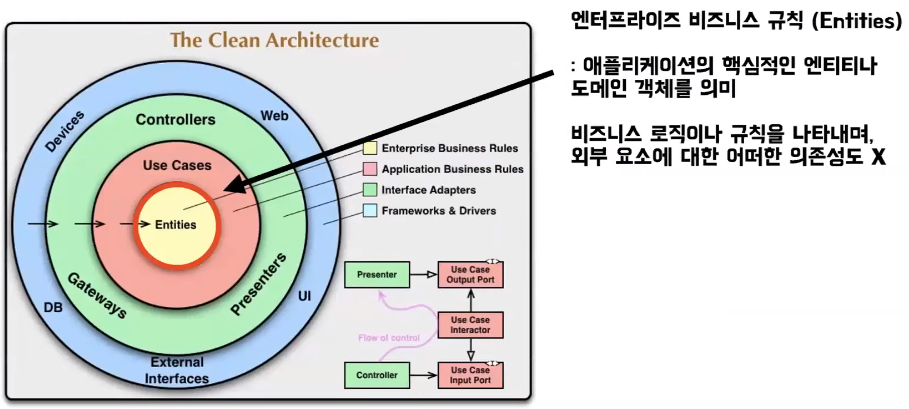 The Clean Architecture
Devices
Web
Controllers
Use Cases
Entities
Gateways
Presenters
DB
UI
External
Interfaces
Enterprise Business Rules
Application Business Rules
Interface Adapters
Frameworks & Drivers
Presenter
Use Case
Output Port
<I>
Flow of control
Use Case
Interactor
Controller
Use Case
Input Port
<I>
엔터프라이즈 비즈니스 규칙 (Entities)
: 애플리케이션의 핵심적인 엔티티나
도메인 객체를 의미
비즈니스 로직이나 규칙을 나타내며,
외부 요소에 대한 어떠한 의존성도 X